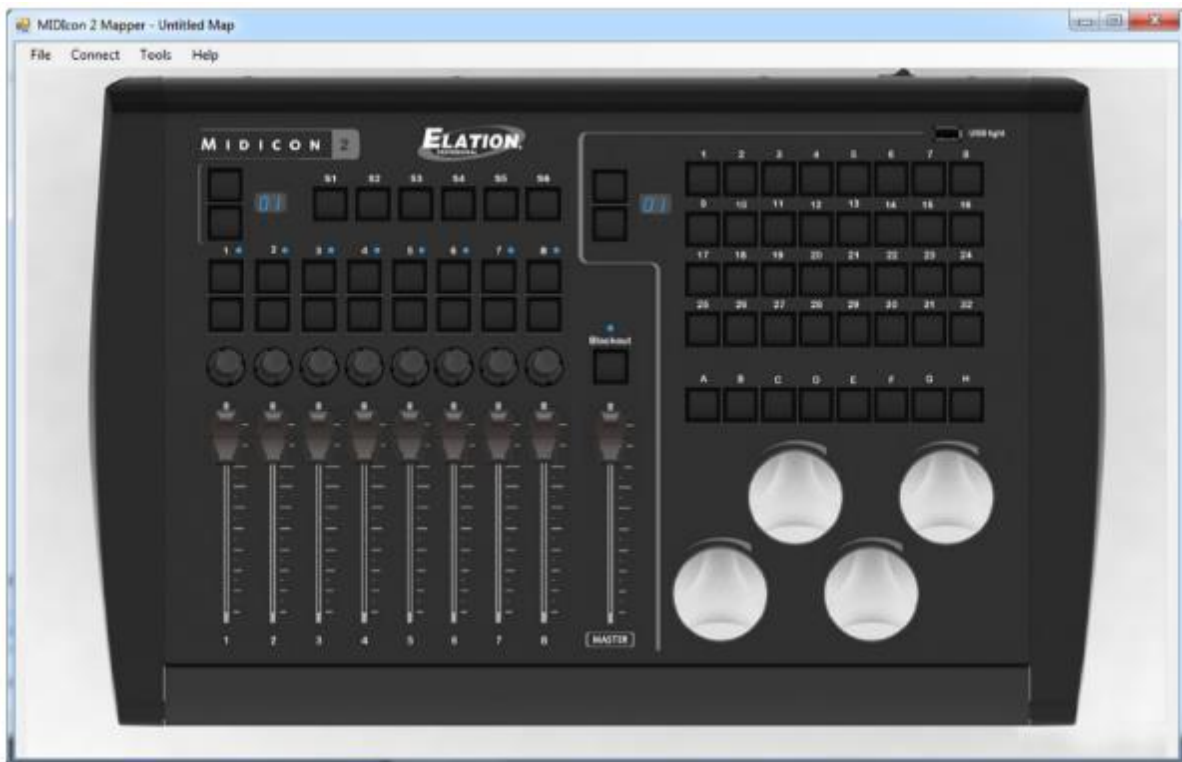 MIDIcon 2 Mapper - Untitled Map
File Connect Tools Help
MIDICON 2
ELATION
PROFESSIONAL
USB light
01
S1 S2 S3 S4 S5 S6
01
1 2 3 4 5 6 7 8
9 10 11 12 13 14 15 16
17 18 19 20 21 22 23 24
25 26 27 28 29 30 31 32
1 2 3 4 5 6 7 8
Blackout
A B C D E F G H
1 2 3 4 5 6 7 8
MASTER